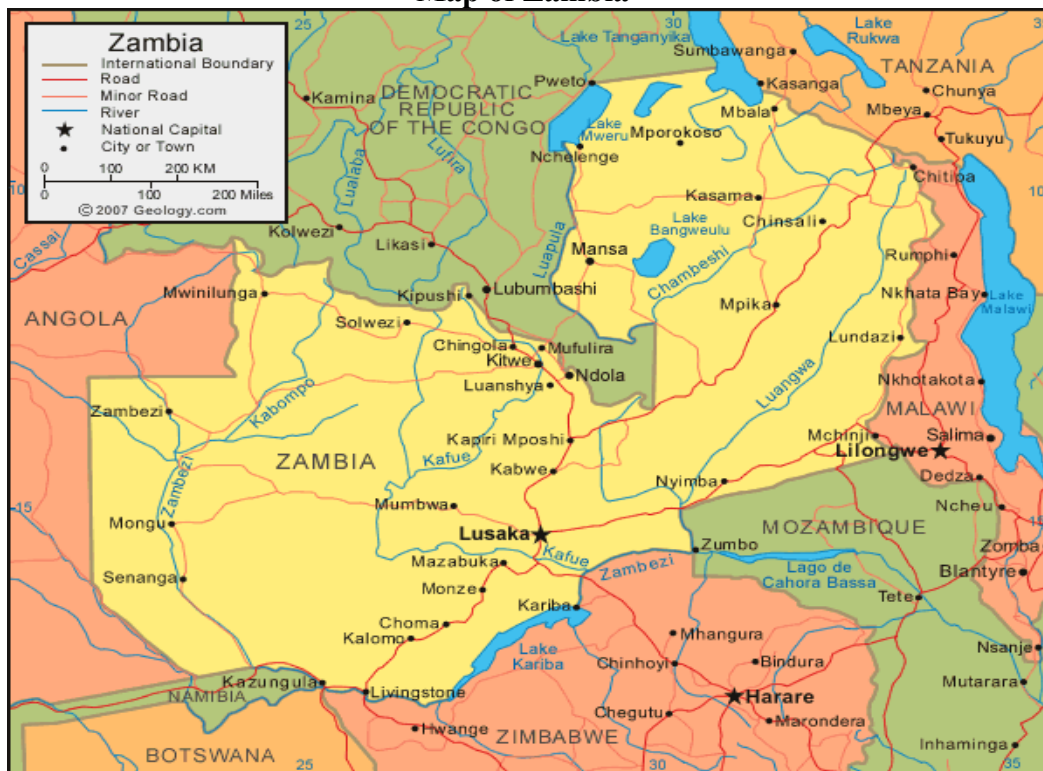 Map of Zambia
Zambia
International Boundary
Road
Minor Road
River
National Capital
City or Town
0 100 200 KM
0 100 200 Miles
© 2007 Geology.com
25
30
35
Lake Tanganyika
Sumbawanga
Lake
Rukwa
Pweto
Kasanga
TANZANIA
Kamina
DEMOCRATIC
REPUBLIC
OF THE CONGO
Chunya
Mbala
Mbeya
Lake
Mweru
Mporokoso
Tukuyu
Nchelenge
Lufira
Lualaba
Chitipa
10
10
Kasama
Chinsali
Kolwezi
Likasi
Lake
Bangweulu
Cassai
Luapula
Mansa
Rumphi
Chambeshi
Mwinilunga
Kipushi
Lubumbashi
Nkhata Bay
Lake
Malawi
ANGOLA
Solwezi
Mpika
Lundazi
Chingola
Mufulira
Kitwe
Ndola
Luanshya
Luangwa
Nkhotakota
Kabompo
Zambezi
MALAWI
Kapiri Mposhi
Mchinji
Salima
Lilongwe
ZAMBIA
Kafue
Kabwe
Nyimba
Dedza
Zambezi
Mumbwa
Ncheu
15
15
Mongu
Lusaka
MOZAMBIQUE
Zumbo
Zomba
Kafue
Mazabuka
Zambezi
Lago de
Cahora Bassa
Blantyre
Senanga
Monze
Kariba
Tete
Choma
Kalomo
Mhangura
Lake
Kariba
Chinhoyi
Bindura
Nsanje
Kazungula
NAMIBIA
Livingstone
Harare
Mutarara
Hwange
Chegutu
Marondera
ZIMBABWE
BOTSWANA
Inhaminga
25
30
35